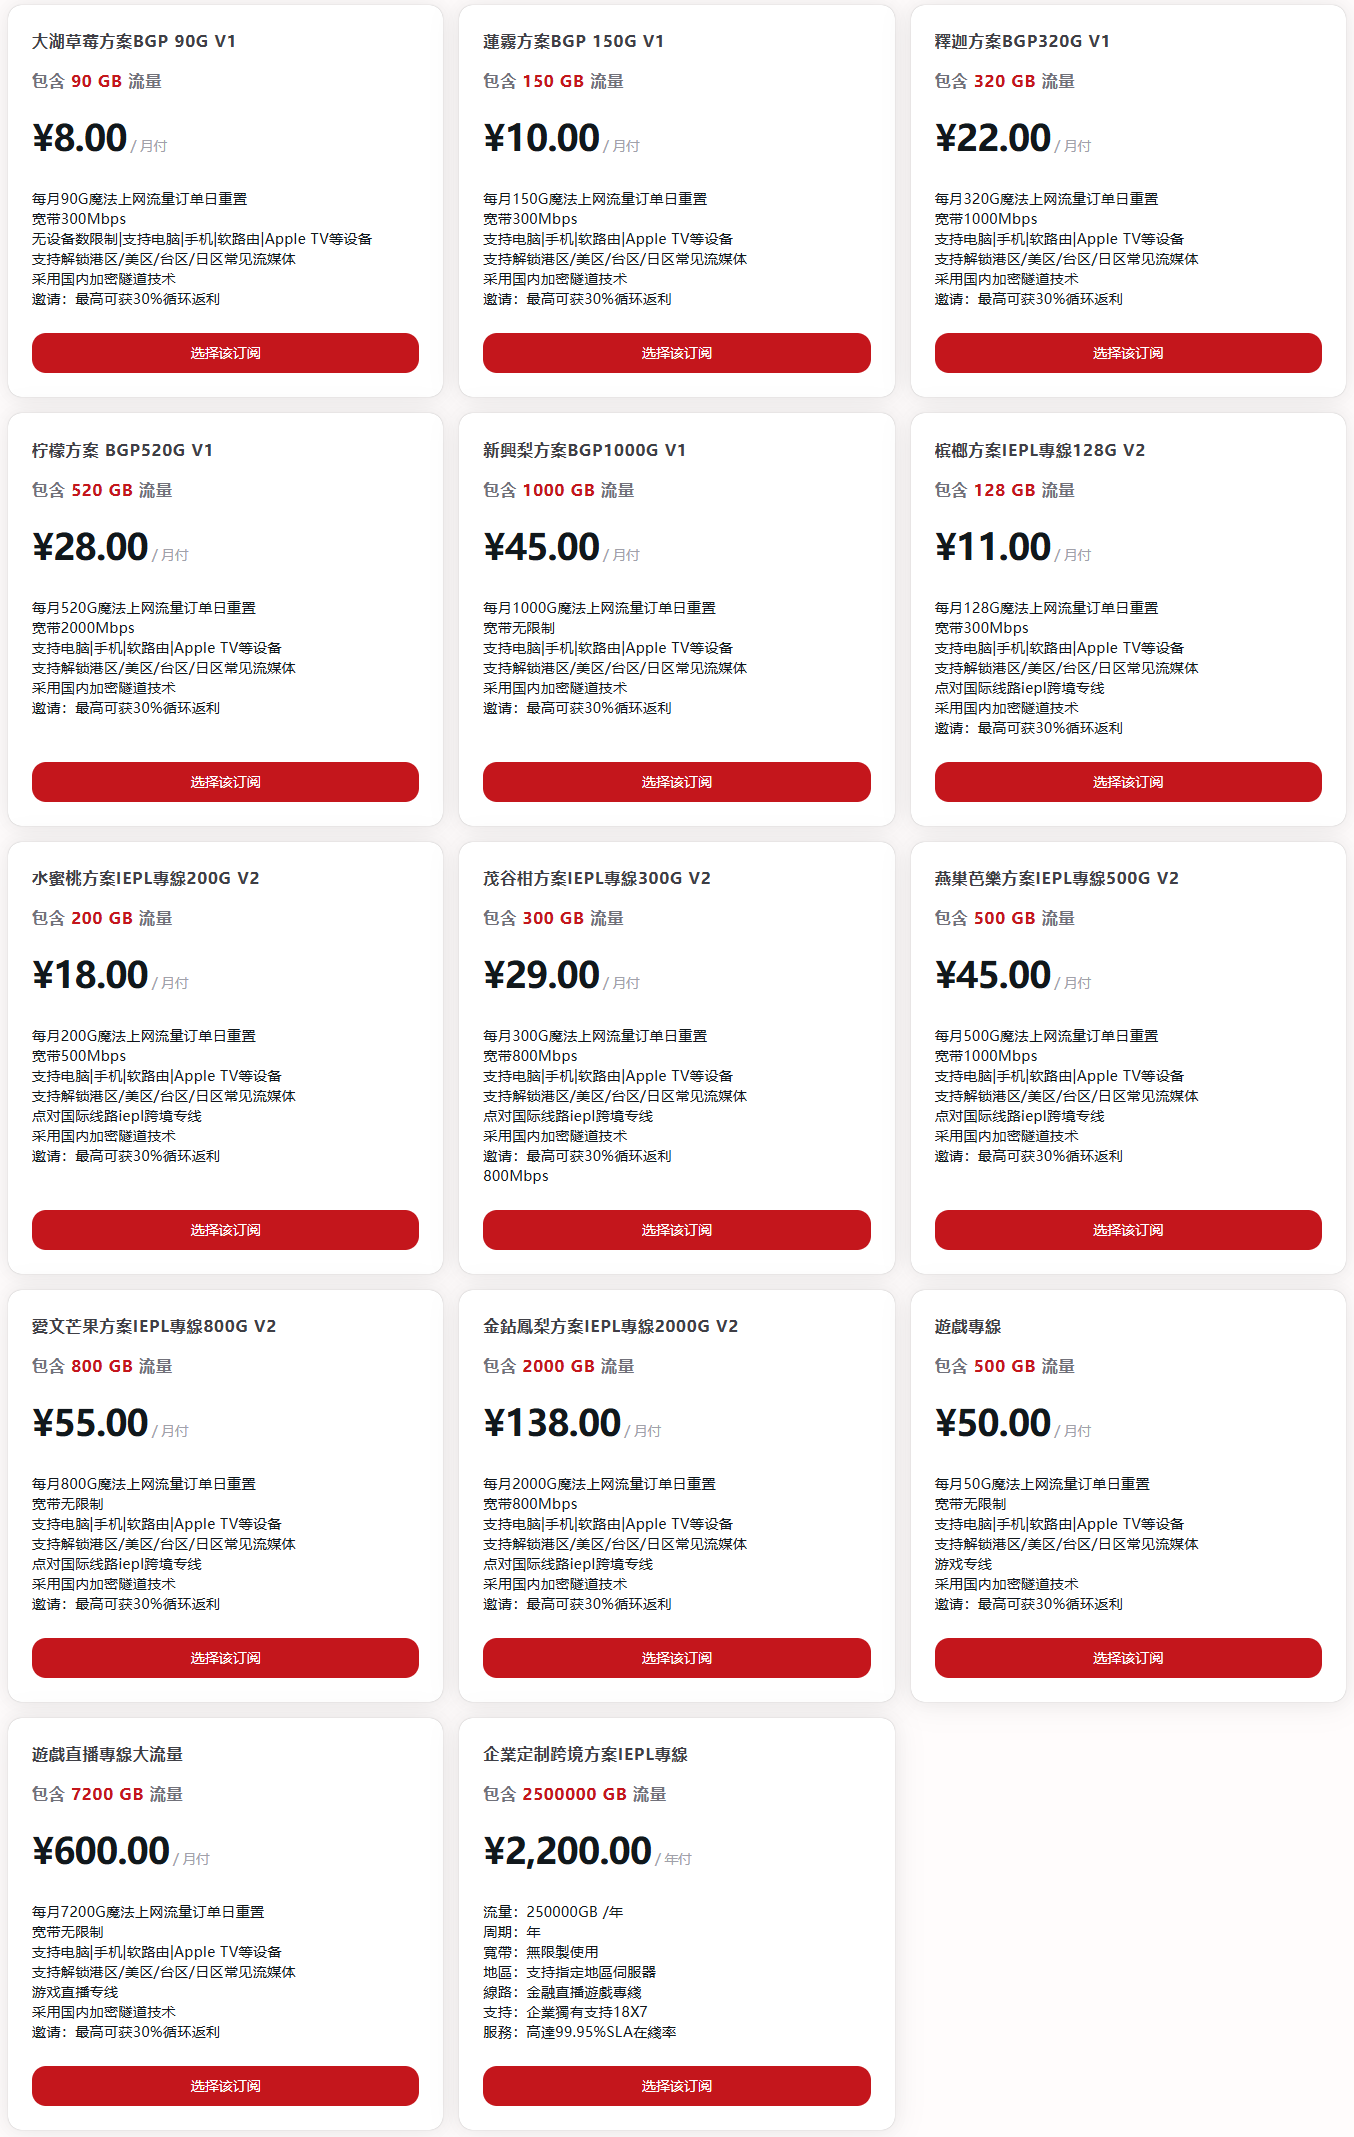 大湖草莓方案BGP 90G V1
包含 90 GB 流量
¥8.00 / 月付
每月90G魔法上网流量订单日重置
宽带300Mbps
无设备数限制|支持电脑|手机|软路由|Apple TV等设备
支持解锁港区/美区/台区/日区常见流媒体
采用国内加密隧道技术
邀请：最高可获30%循环返利
选择该订阅
蓮霧方案BGP 150G V1
包含 150 GB 流量
¥10.00 / 月付
每月150G魔法上网流量订单日重置
宽带300Mbps
支持电脑|手机|软路由|Apple TV等设备
支持解锁港区/美区/台区/日区常见流媒体
采用国内加密隧道技术
邀请：最高可获30%循环返利
选择该订阅
釋迦方案BGP320G V1
包含 320 GB 流量
¥22.00 / 月付
每月320G魔法上网流量订单日重置
宽带1000Mbps
支持电脑|手机|软路由|Apple TV等设备
支持解锁港区/美区/台区/日区常见流媒体
采用国内加密隧道技术
邀请：最高可获30%循环返利
选择该订阅
柠檬方案 BGP520G V1
包含 520 GB 流量
¥28.00 / 月付
每月520G魔法上网流量订单日重置
宽带2000Mbps
支持电脑|手机|软路由|Apple TV等设备
支持解锁港区/美区/台区/日区常见流媒体
采用国内加密隧道技术
邀请：最高可获30%循环返利
选择该订阅
新興梨方案BGP1000G V1
包含 1000 GB 流量
¥45.00 / 月付
每月1000G魔法上网流量订单日重置
宽带无限制
支持电脑|手机|软路由|Apple TV等设备
支持解锁港区/美区/台区/日区常见流媒体
采用国内加密隧道技术
邀请：最高可获30%循环返利
选择该订阅
槟榔方案IEPL專線128G V2
包含 128 GB 流量
¥11.00 / 月付
每月128G魔法上网流量订单日重置
宽带300Mbps
支持电脑|手机|软路由|Apple TV等设备
支持解锁港区/美区/台区/日区常见流媒体
点对国际线路iepl跨境专线
采用国内加密隧道技术
邀请：最高可获30%循环返利
选择该订阅
水蜜桃方案IEPL專線200G V2
包含 200 GB 流量
¥18.00 / 月付
每月200G魔法上网流量订单日重置
宽带500Mbps
支持电脑|手机|软路由|Apple TV等设备
支持解锁港区/美区/台区/日区常见流媒体
点对国际线路iepl跨境专线
采用国内加密隧道技术
邀请：最高可获30%循环返利
选择该订阅
茂谷柑方案IEPL專線300G V2
包含 300 GB 流量
¥29.00 / 月付
每月300G魔法上网流量订单日重置
宽带800Mbps
支持电脑|手机|软路由|Apple TV等设备
支持解锁港区/美区/台区/日区常见流媒体
点对国际线路iepl跨境专线
采用国内加密隧道技术
邀请：最高可获30%循环返利
800Mbps
选择该订阅
燕巢芭樂方案IEPL專線500G V2
包含 500 GB 流量
¥45.00 / 月付
每月500G魔法上网流量订单日重置
宽带1000Mbps
支持电脑|手机|软路由|Apple TV等设备
支持解锁港区/美区/台区/日区常见流媒体
点对国际线路iepl跨境专线
采用国内加密隧道技术
邀请：最高可获30%循环返利
选择该订阅
愛文芒果方案IEPL專線800G V2
包含 800 GB 流量
¥55.00 / 月付
每月800G魔法上网流量订单日重置
宽带无限制
支持电脑|手机|软路由|Apple TV等设备
支持解锁港区/美区/台区/日区常见流媒体
点对国际线路iepl跨境专线
采用国内加密隧道技术
邀请：最高可获30%循环返利
选择该订阅
金鉆鳳梨方案IEPL專線2000G V2
包含 2000 GB 流量
¥138.00 / 月付
每月2000G魔法上网流量订单日重置
宽带800Mbps
支持电脑|手机|软路由|Apple TV等设备
支持解锁港区/美区/台区/日区常见流媒体
点对国际线路iepl跨境专线
采用国内加密隧道技术
邀请：最高可获30%循环返利
选择该订阅
遊戲專線
包含 500 GB 流量
¥50.00 / 月付
每月50G魔法上网流量订单日重置
宽带无限制
支持电脑|手机|软路由|Apple TV等设备
支持解锁港区/美区/台区/日区常见流媒体
游戏专线
采用国内加密隧道技术
邀请：最高可获30%循环返利
选择该订阅
遊戲直播專線大流量
包含 7200 GB 流量
¥600.00 / 月付
每月7200G魔法上网流量订单日重置
宽带无限制
支持电脑|手机|软路由|Apple TV等设备
支持解锁港区/美区/台区/日区常见流媒体
游戏直播专线
采用国内加密隧道技术
邀请：最高可获30%循环返利
选择该订阅
企業定制跨境方案IEPL專線
包含 2500000 GB 流量
¥2,200.00 / 年付
流量：250000GB /年
周期：年
寬帶：無限製使用
地區：支持指定地區伺服器
線路：金融直播遊戲專綫
支持：企業獨有支持18X7
服務：高達99.95%SLA在綫率
选择该订阅